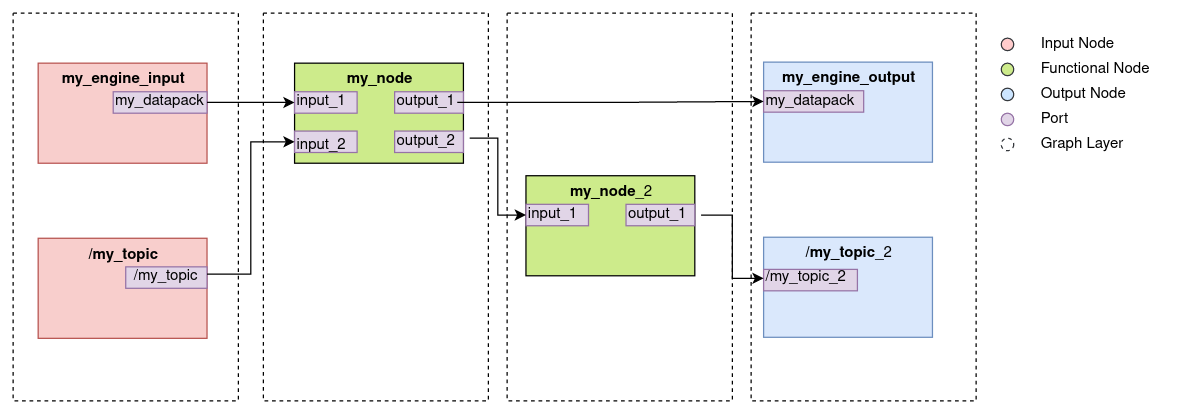 my_engine_input
my_datapack
/my_topic
/my_topic
my_node
input_1
output_1
input_2
output_2
my_node_2
input_1
output_1
my_engine_output
my_datapack
/my_topic_2
/my_topic_2
Input Node
Functional Node
Output Node
Port
Graph Layer